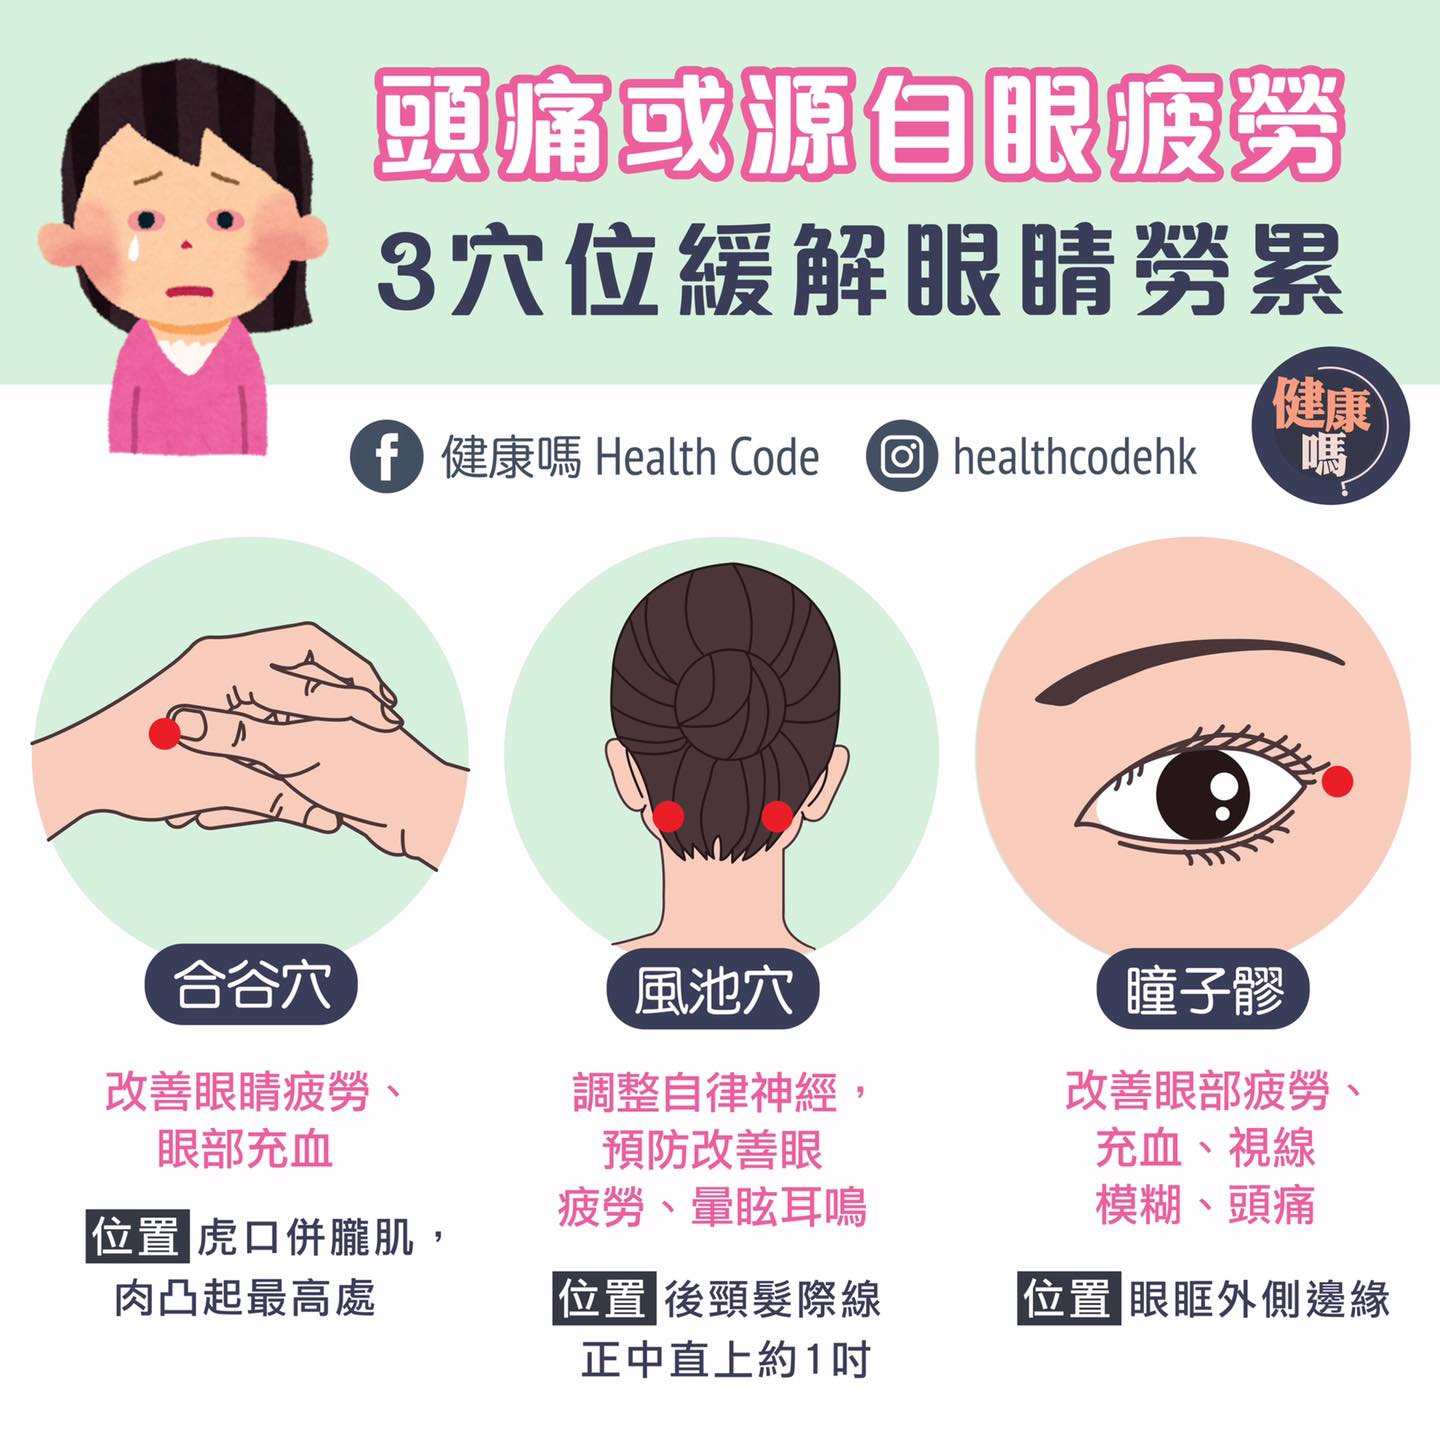 頭痛或源自眼疲勞
3穴位緩解眼睛勞累
健康嗎 Health Code
healthcodehk
健康
嗎?
合谷穴
改善眼睛疲勞、
眼部充血
位置 虎口併朧肌，
肉凸起最高處
風池穴
調整自律神經，
預防改善眼
疲勞、暈眩耳鳴
位置 後頸髮際線
正中直上約1吋
瞳子髎
改善眼部疲勞、
充血、視線
模糊、頭痛
位置 眼眶外側邊緣